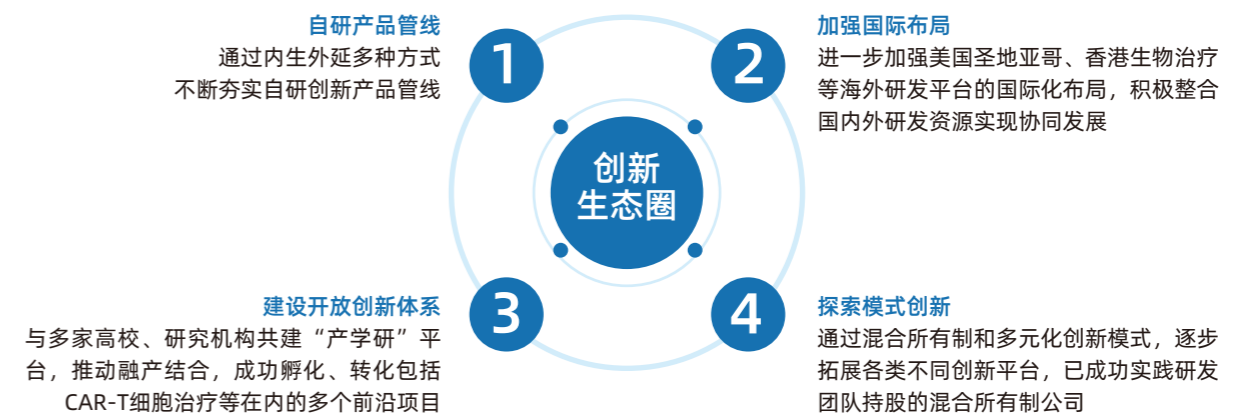 自研产品管线
通过内生外延多种方式
不断夯实自研创新产品管线
1
2
加强国际布局
进一步加强美国圣地亚哥、香港生物治疗
等海外研发平台的国际化布局，积极整合
国内外研发资源实现协同发展
创新
生态圈
建设开放创新体系
与多家高校、研究机构共建“产学研”平
台，推动融产结合，成功孵化、转化包括
CAR-T细胞治疗等在内的多个前沿项目
3
4
探索模式创新
通过混合所有制和多元化创新模式，逐步
拓展各类不同创新平台，已成功实践研发
团队持股的混合所有制公司